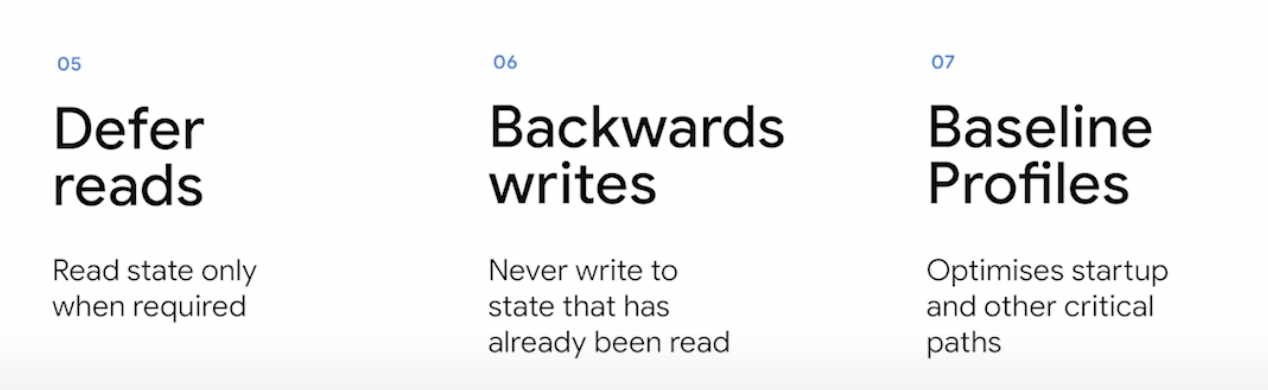 05
Defer
reads
Read state only
when required
06
Backwards
writes
Never write to
state that has
already been read
07
Baseline
Profiles
Optimises startup
and other critical
paths